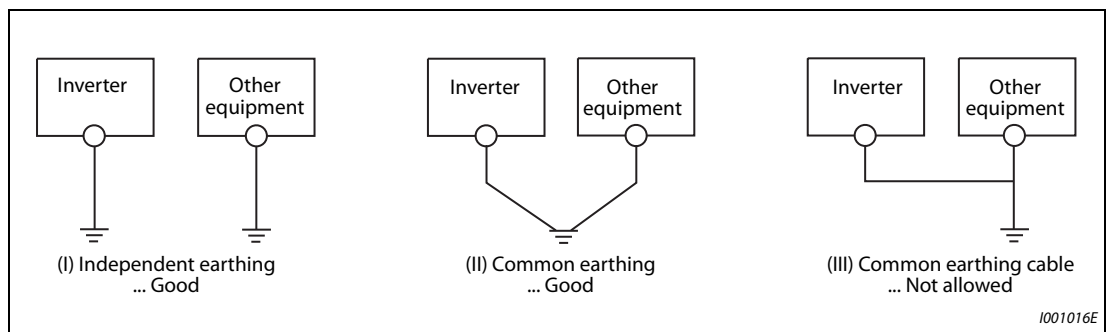 Inverter
Other
equipment
(I) Independent earthing
... Good
Inverter
Other
equipment
(II) Common earthing
... Good
Inverter
Other
equipment
(III) Common earthing cable
... Not allowed
I001016E